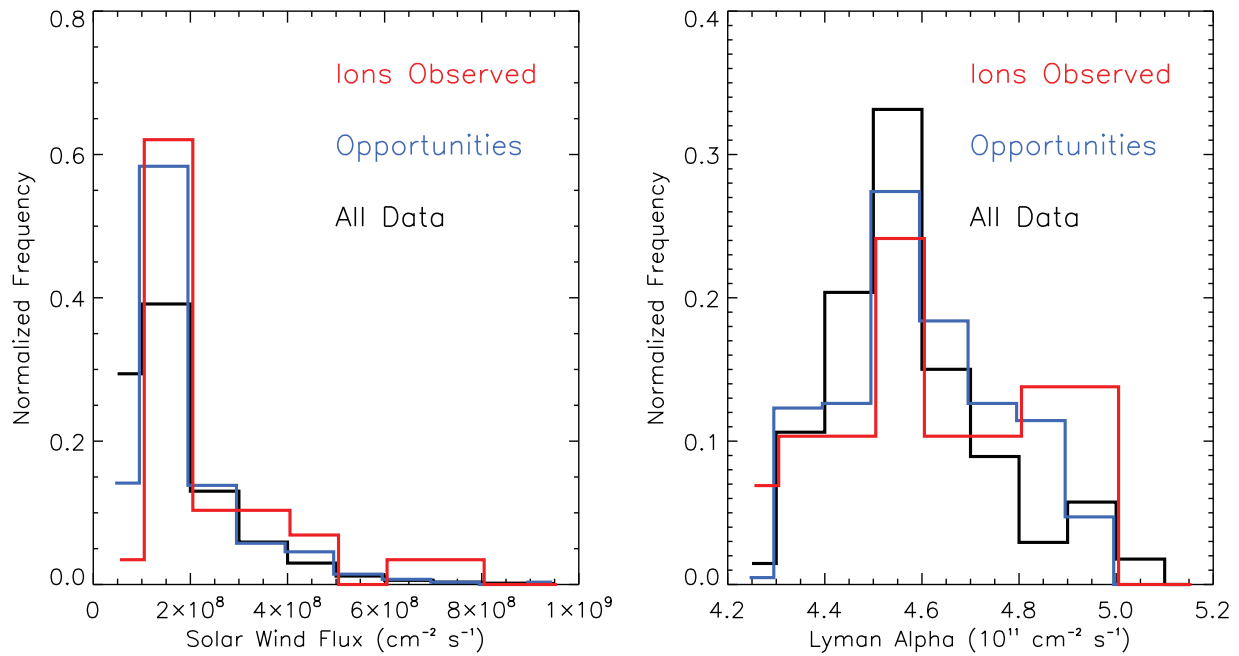 0.8
0.6
0.4
0.2
0.0
Normalized Frequency
Ions Observed
Opportunities
All Data
0 2×10⁸ 4×10⁸ 6×10⁸ 8×10⁸ 1×10⁹
Solar Wind Flux (cm⁻² s⁻¹)
0.4
0.3
0.2
0.1
0.0
Normalized Frequency
Ions Observed
Opportunities
All Data
4.2 4.4 4.6 4.8 5.0 5.2
Lyman Alpha (10¹¹ cm⁻² s⁻¹)